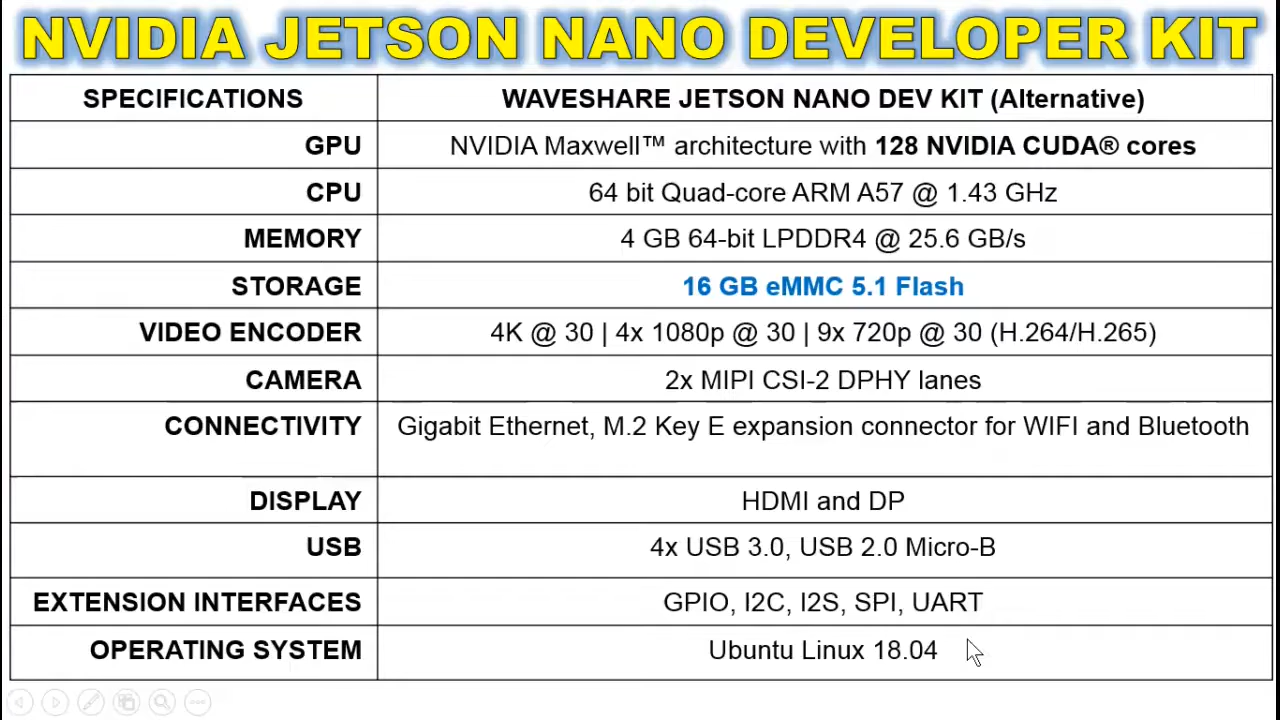 NVIDIA JETSON NANO DEVELOPER KIT
SPECIFICATIONS WAVESHARE JETSON NANO DEV KIT (Alternative)
GPU NVIDIA Maxwell™ architecture with 128 NVIDIA CUDA® cores
CPU 64 bit Quad-core ARM A57 @ 1.43 GHz
MEMORY 4 GB 64-bit LPDDR4 @ 25.6 GB/s
STORAGE 16 GB eMMC 5.1 Flash
VIDEO ENCODER 4K @ 30 | 4x 1080p @ 30 | 9x 720p @ 30 (H.264/H.265)
CAMERA 2x MIPI CSI-2 DPHY lanes
CONNECTIVITY Gigabit Ethernet, M.2 Key E expansion connector for WIFI and Bluetooth
DISPLAY HDMI and DP
USB 4x USB 3.0, USB 2.0 Micro-B
EXTENSION INTERFACES GPIO, I2C, I2S, SPI, UART
OPERATING SYSTEM Ubuntu Linux 18.04